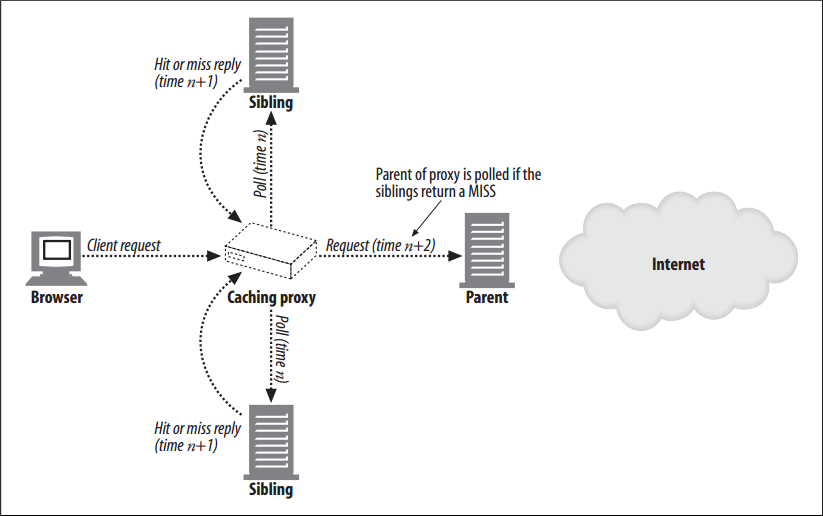 Hit or miss reply
(time n+1)
Sibling
Poll (time n)
Parent of proxy is polled if the
siblings return a MISS
Client request
Request (time n+2)
Internet
Browser
Caching proxy
Parent
Poll (time n)
Hit or miss reply
(time n+1)
Sibling